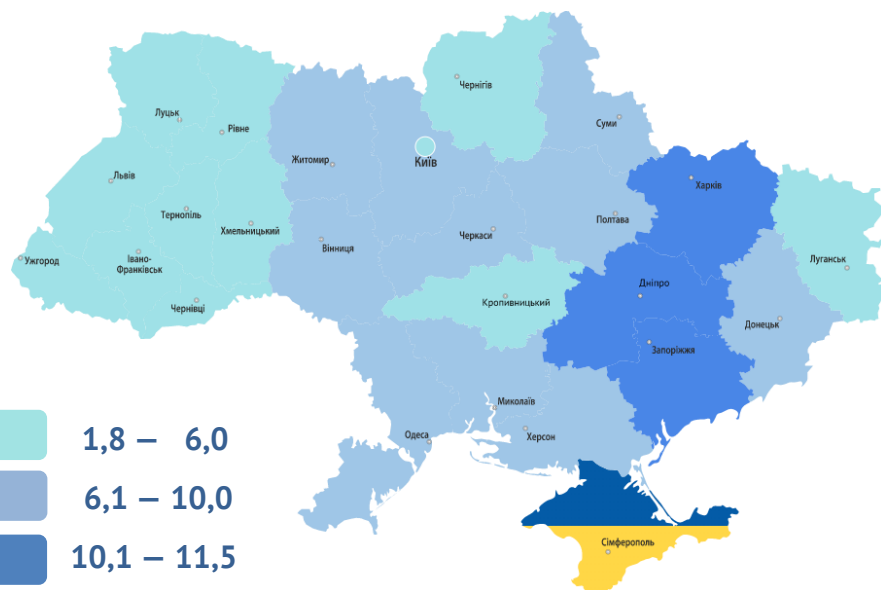 Чернігів
Луцьк
Рівне
Суми
Житомир
Київ
Львів
Харків
Тернопіль
Хмельницький
Полтава
Черкаси
Вінниця
Ужгород
Івано-
Франківськ
Луганськ
Дніпро
Чернівці
Кропивницький
Донецьк
Запоріжжя
Миколаїв
Одеса
Херсон
Сімферополь
1,8 – 6,0
6,1 – 10,0
10,1 – 11,5